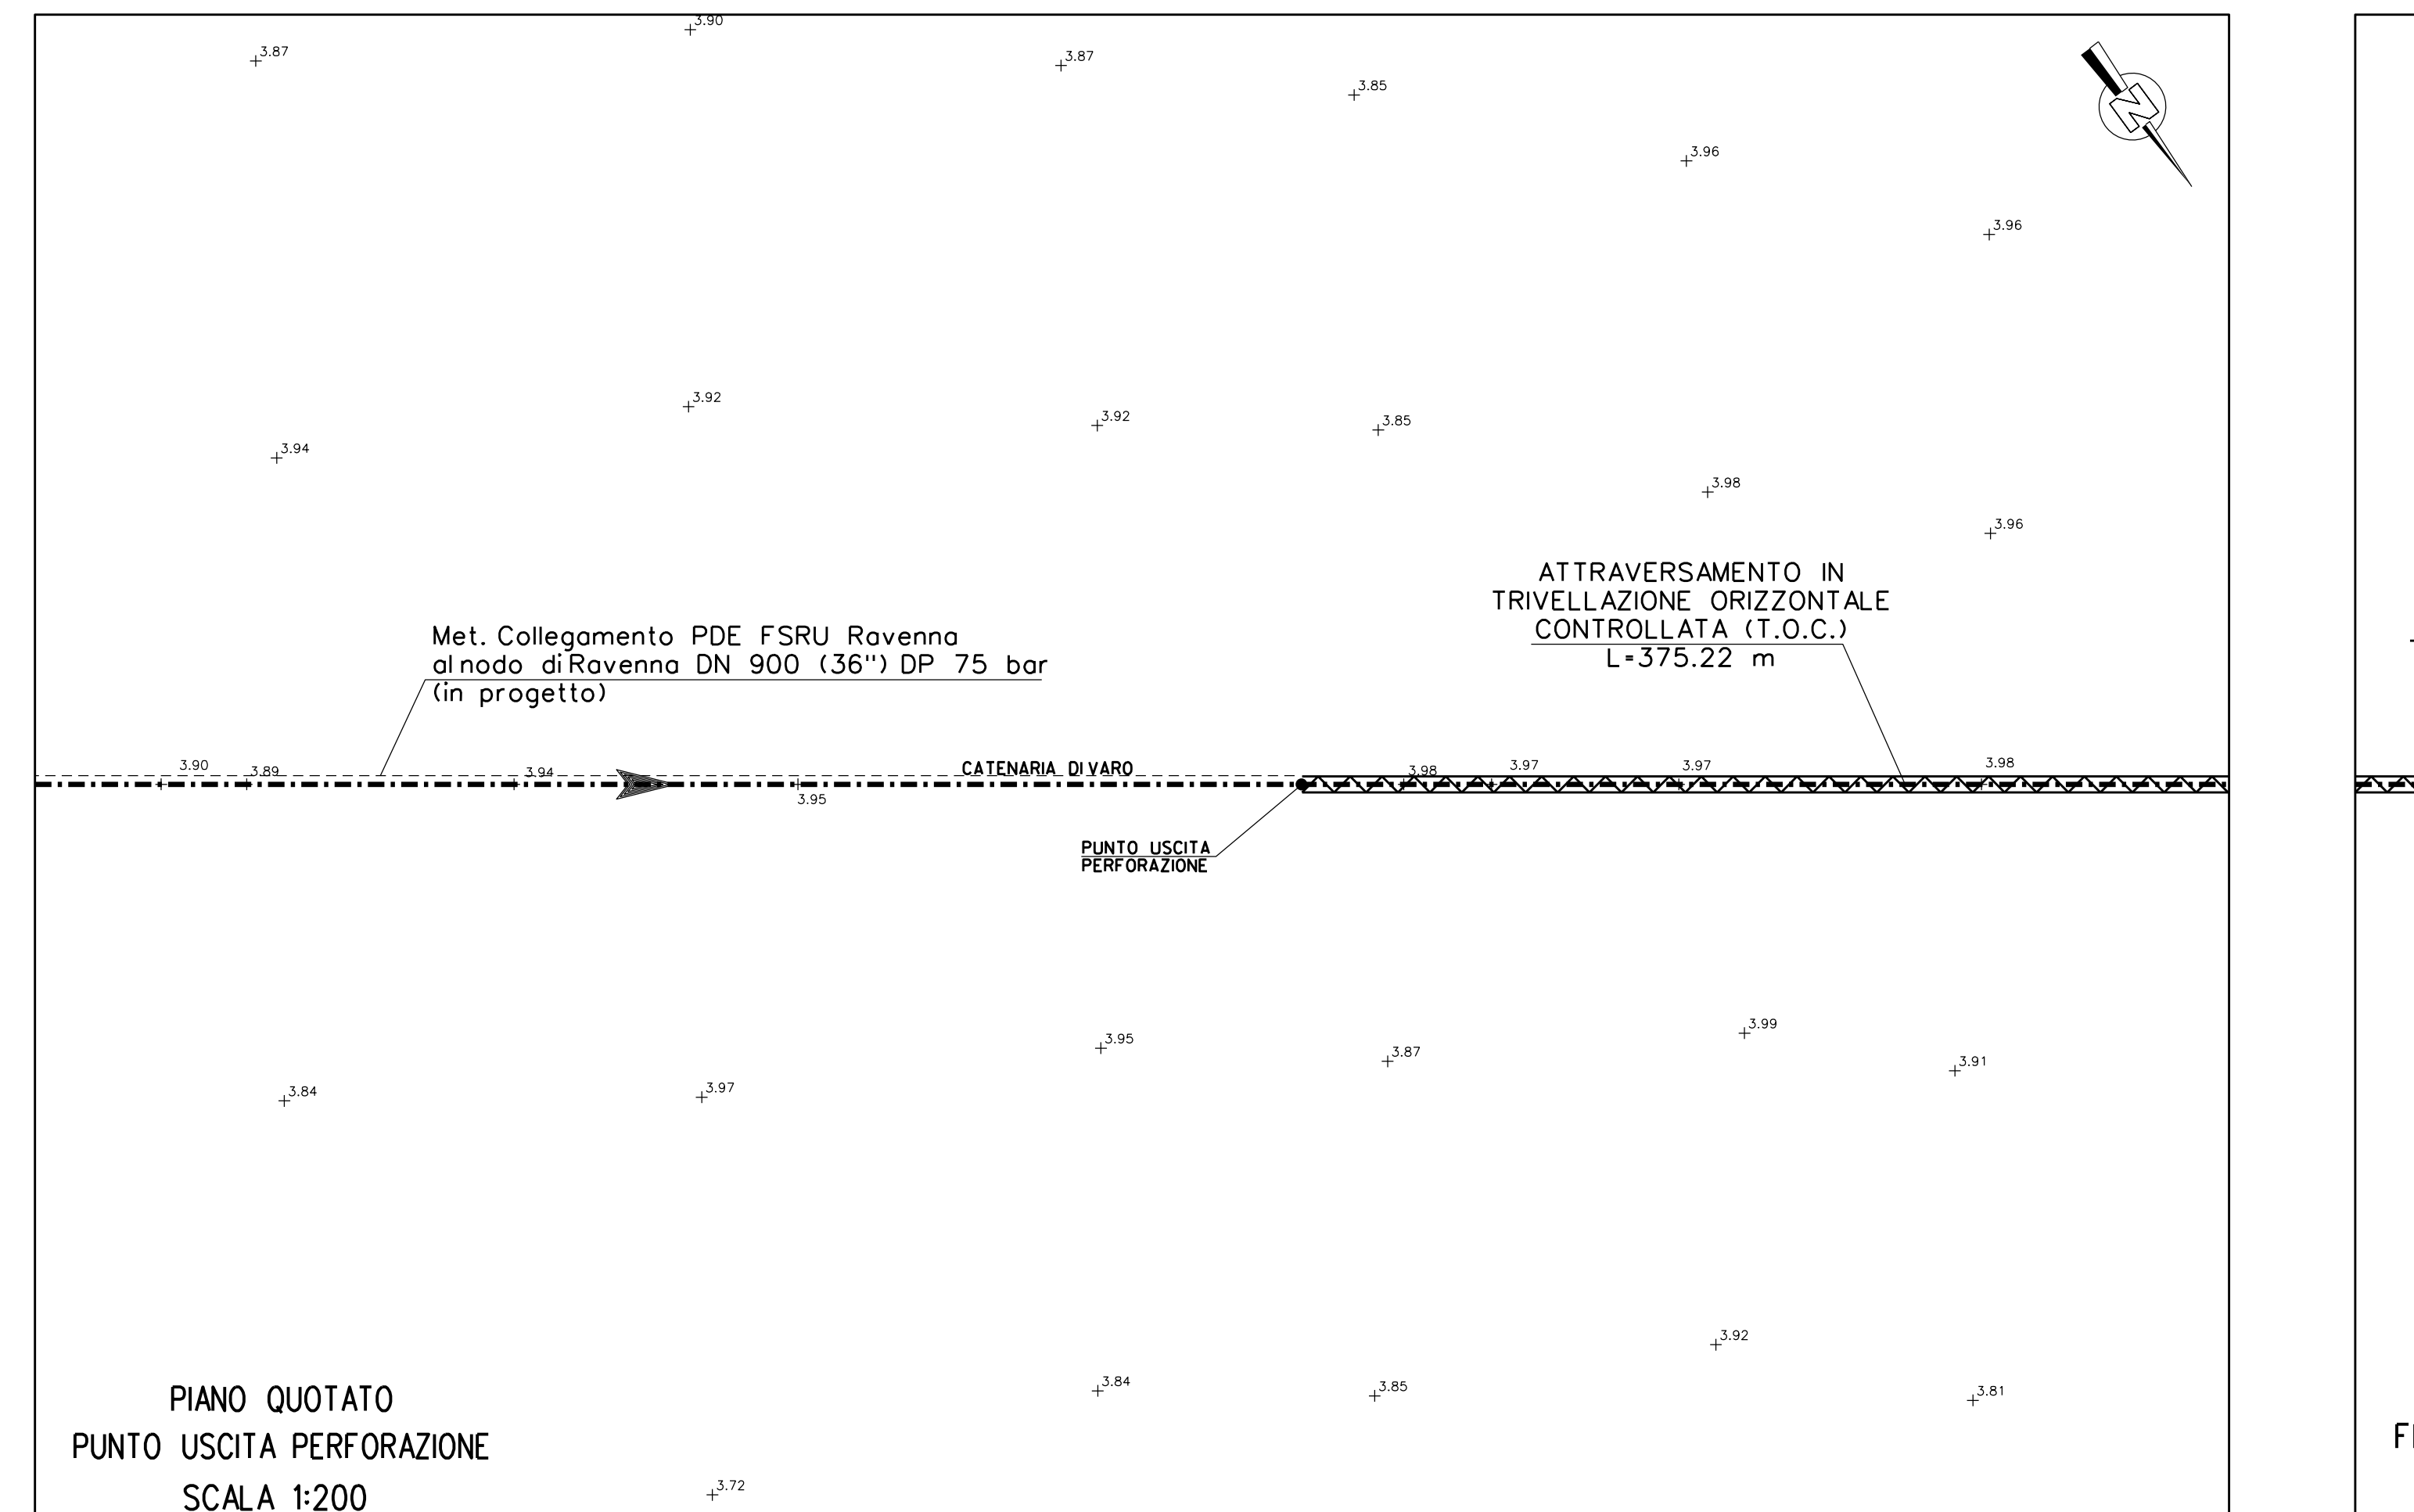 3.90
3.87
3.87
3.85
3.96
3.96
3.92
3.92
3.85
3.94
3.98
3.96
N
ATTRAVERSAMENTO IN
TRIVELLAZIONE ORIZZONTALE
CONTROLLATA (T.O.C.)
L=375.22 m
Met. Collegamento PDE FSRU Ravenna
al nodo di Ravenna DN 900 (36") DP 75 bar
(in progetto)
3.90
3.89
3.94
3.95
CATENARIA DI VARO
3.98
3.97
3.97
3.98
PUNTO USCITA
PERFORAZIONE
3.99
3.95
3.87
3.91
3.84
3.97
3.92
3.84
3.85
3.81
3.72
PIANO QUOTATO
PUNTO USCITA PERFORAZIONE
SCALA 1:200